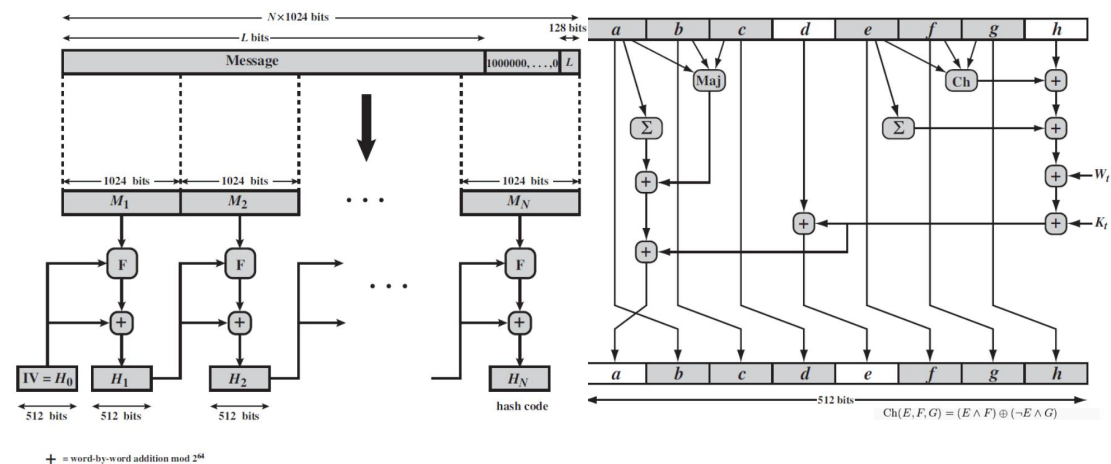 N×1024 bits
L bits
128 bits
Message
1000000, . . . ,0
L
1024 bits
1024 bits
1024 bits
M1
M2
. . .
MN
F
F
F
. . .
+
+
+
IV = H0
H1
H2
HN
hash code
512 bits
512 bits
512 bits
+ = word-by-word addition mod 2^64
a b c d e f g h
Maj
Ch
+
Σ
Σ
+
+
+
Wt
+
+
Kt
+
a b c d e f g h
512 bits
Ch(E, F, G) = (E ∧ F) ⊕ (¬E ∧ G)